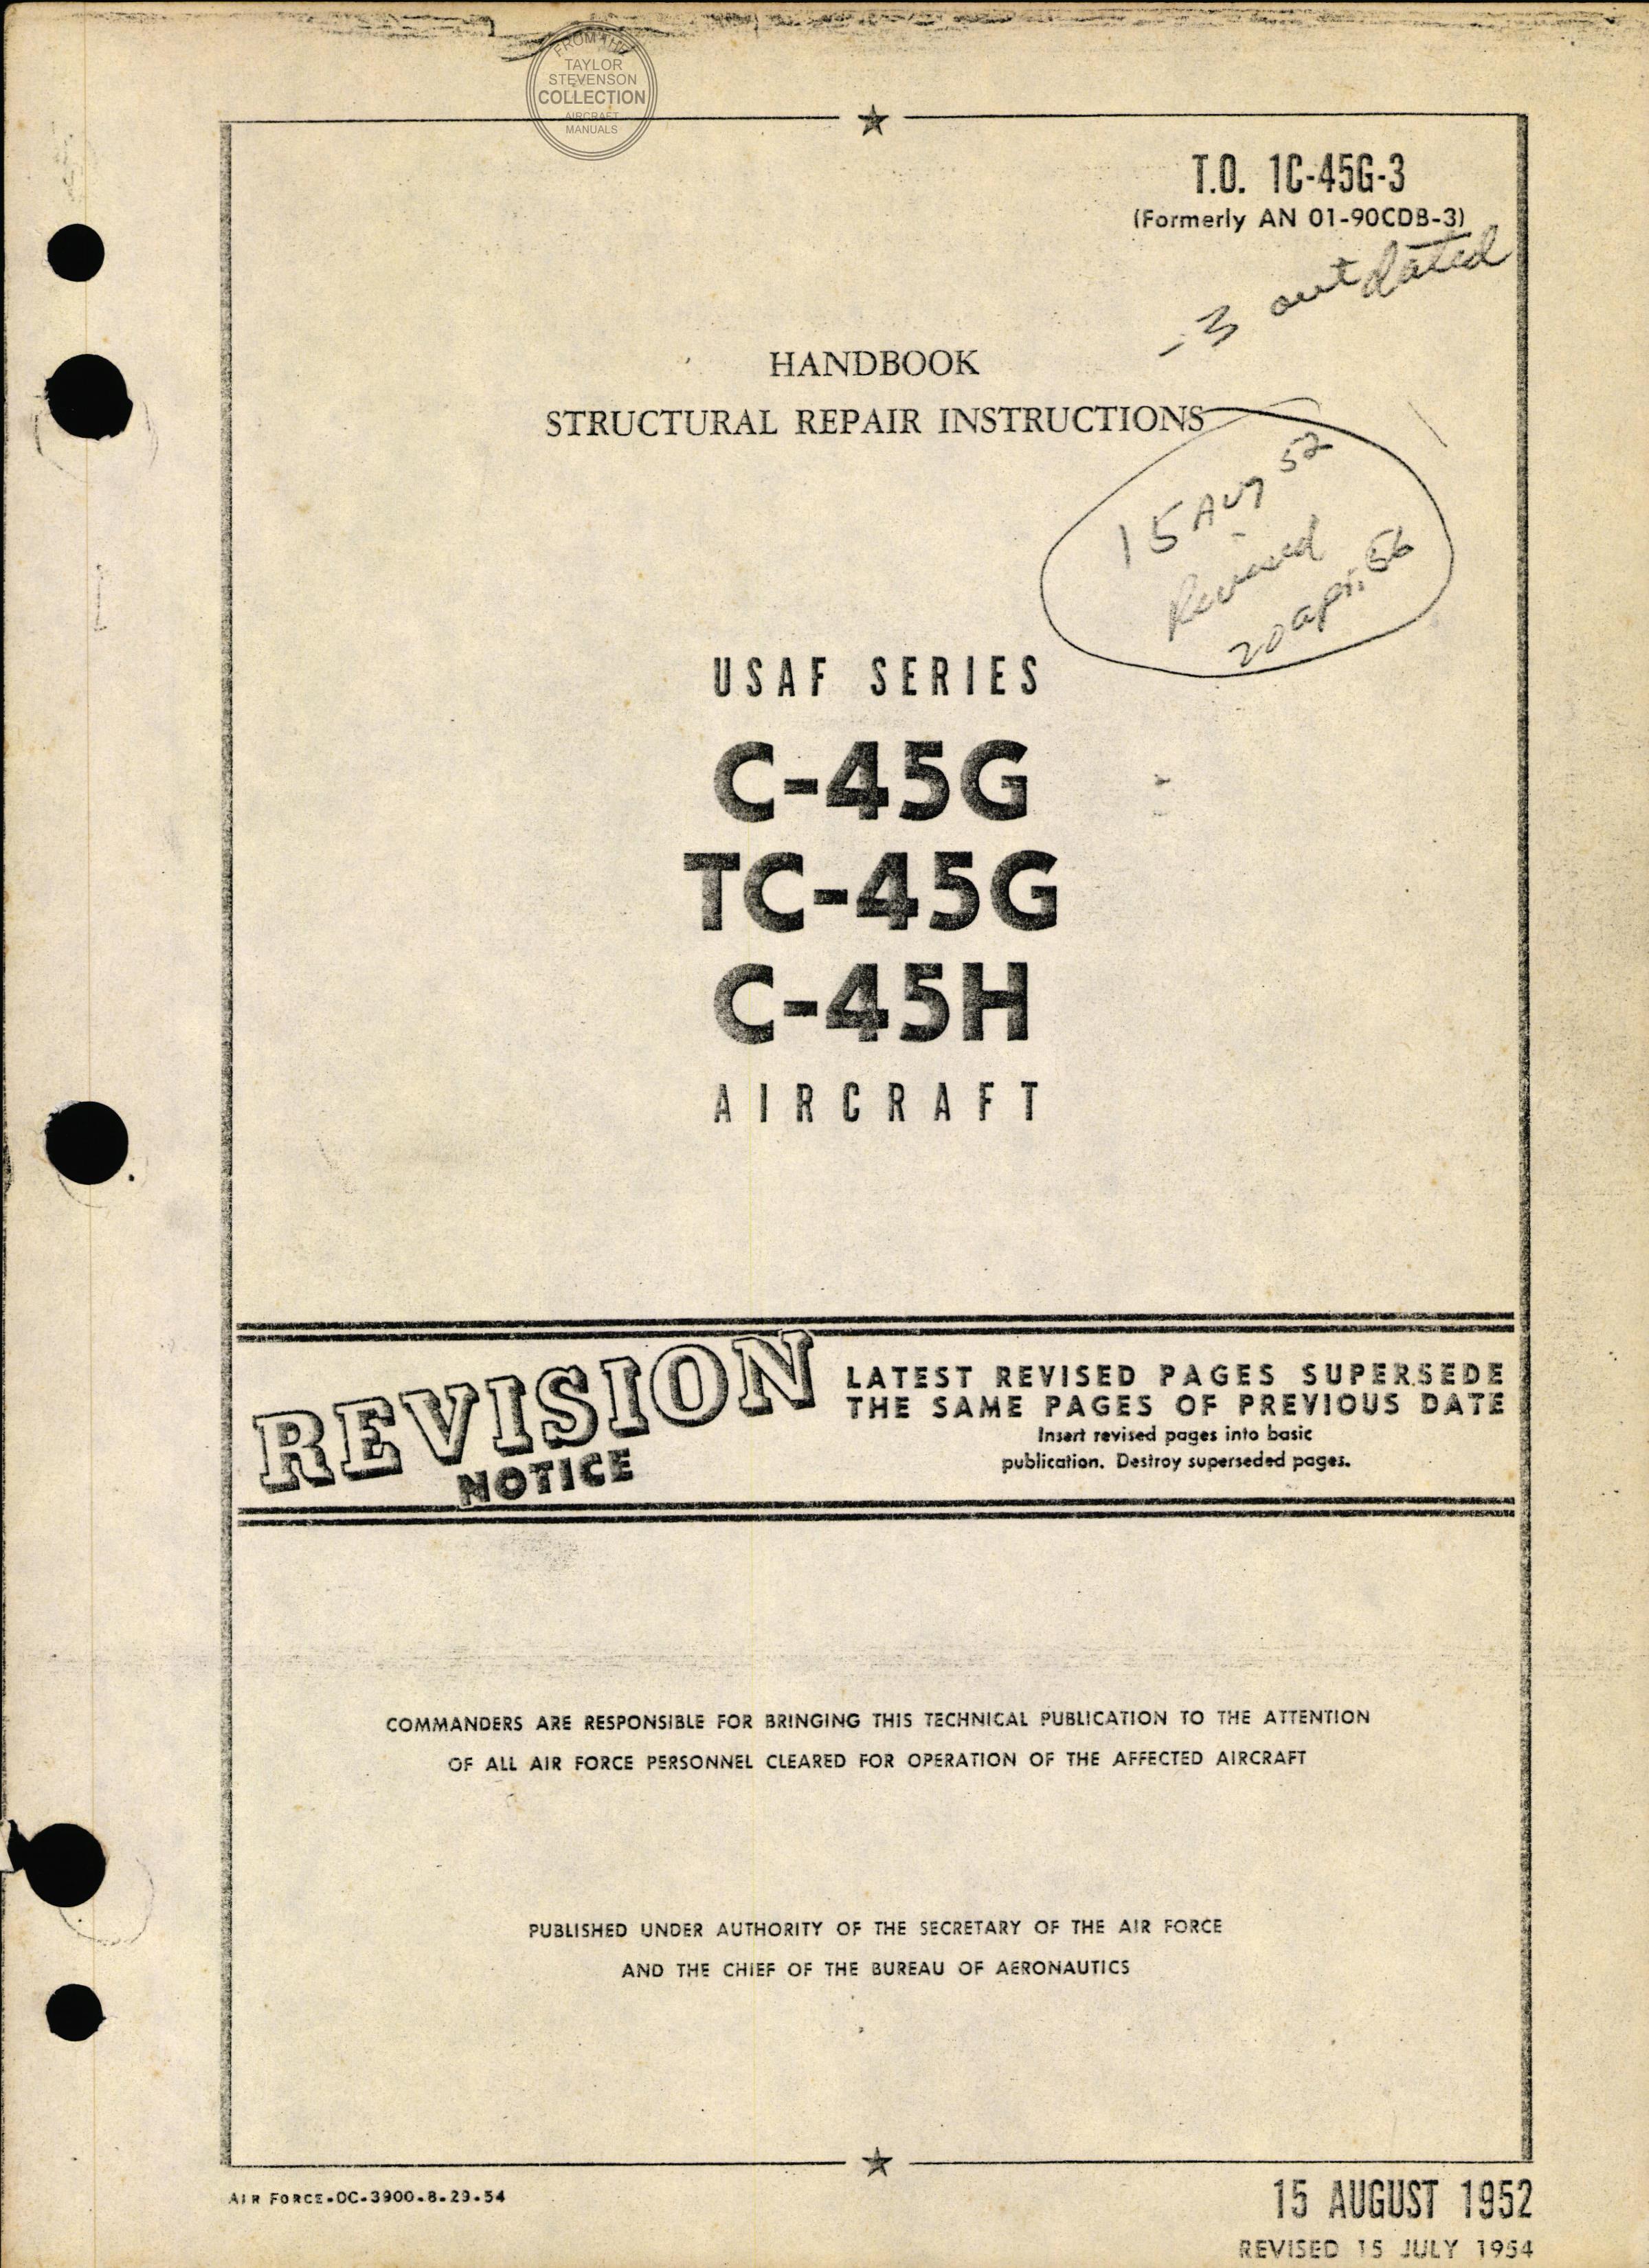 FROM THE
TAYLOR
STEVENSON
COLLECTION
AIRCRAFT
MANUALS
T.O. 1C-45G-3
(Formerly AN 01-90CDB-3)
-3 outdated
HANDBOOK
STRUCTURAL REPAIR INSTRUCTIONS
15 Aug 52
Revised
20 apr. 56
USAF SERIES
C-45G
TC-45G
C-45H
AIRCRAFT
REVISION
NOTICE
LATEST REVISED PAGES SUPERSEDE
THE SAME PAGES OF PREVIOUS DATE
Insert revised pages into basic
publication. Destroy superseded pages.
COMMANDERS ARE RESPONSIBLE FOR BRINGING THIS TECHNICAL PUBLICATION TO THE ATTENTION
OF ALL AIR FORCE PERSONNEL CLEARED FOR OPERATION OF THE AFFECTED AIRCRAFT
PUBLISHED UNDER AUTHORITY OF THE SECRETARY OF THE AIR FORCE
AND THE CHIEF OF THE BUREAU OF AERONAUTICS
AIR FORCE-OC-3900-8-29-54
15 AUGUST 1952
REVISED 15 JULY 1954